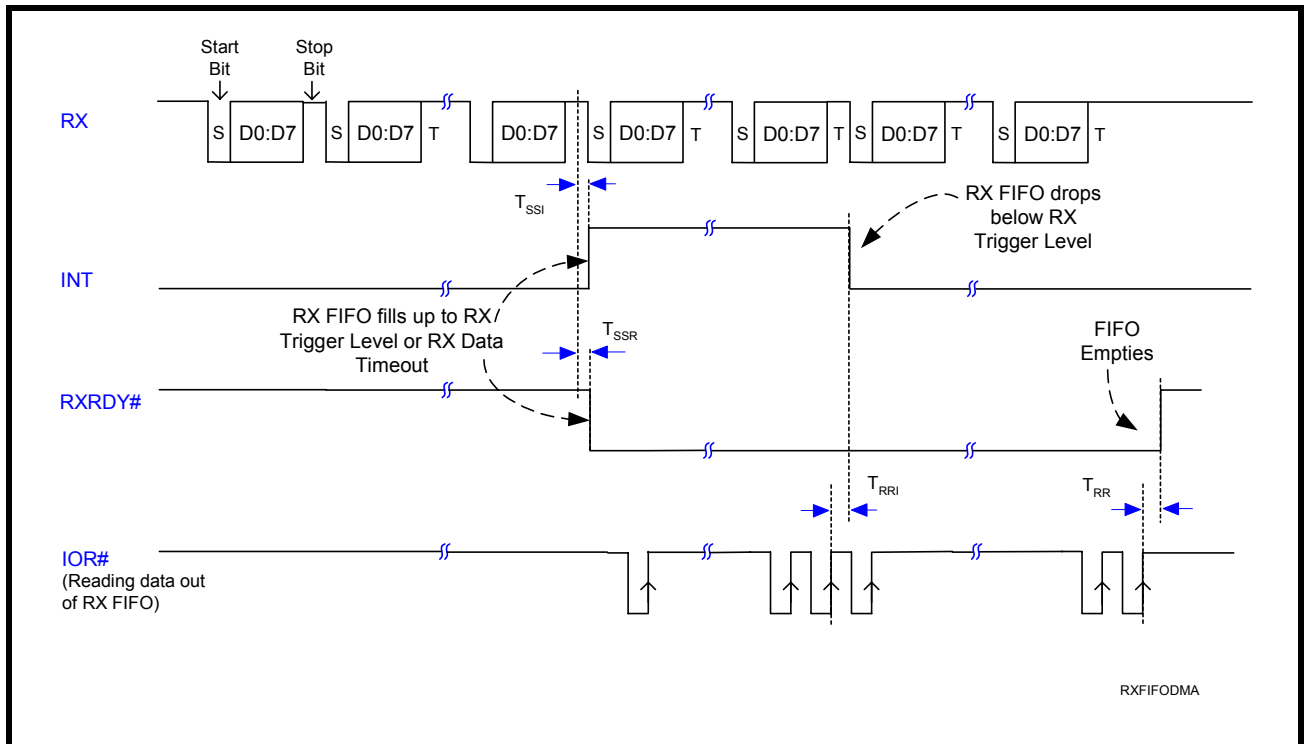 Start
Bit
Stop
Bit
RX
S D0:D7 S D0:D7 T D0:D7 S D0:D7 T S D0:D7 T S D0:D7 S D0:D7 T
TSSI
RX FIFO drops
below RX
Trigger Level
INT
RX FIFO fills up to RX
Trigger Level or RX Data
Timeout
TSSR
FIFO
Empties
RXRDY#
TRRI
TRR
IOR#
(Reading data out
of RX FIFO)
RXFIFODMA